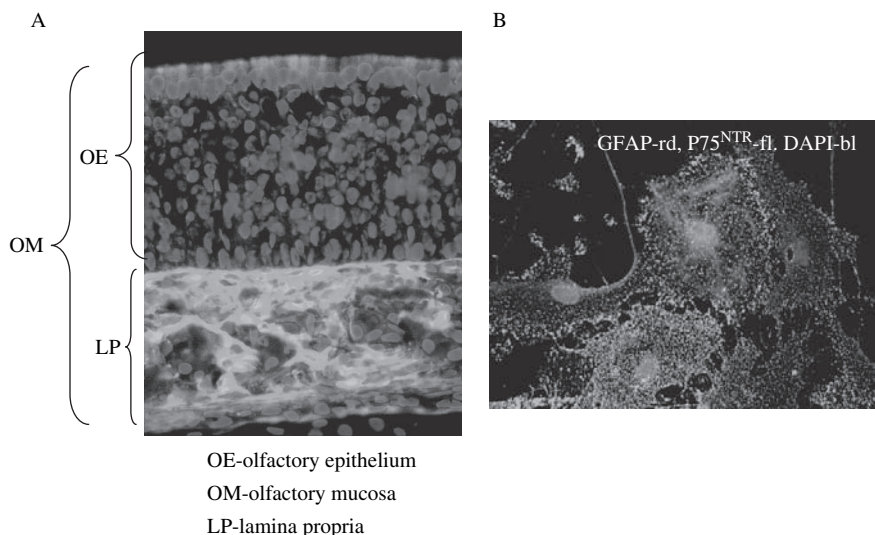 A
B
OE
OM
LP
GFAP-rd, P75NTR-fl. DAPI-bl
OE-olfactory epithelium
OM-olfactory mucosa
LP-lamina propria